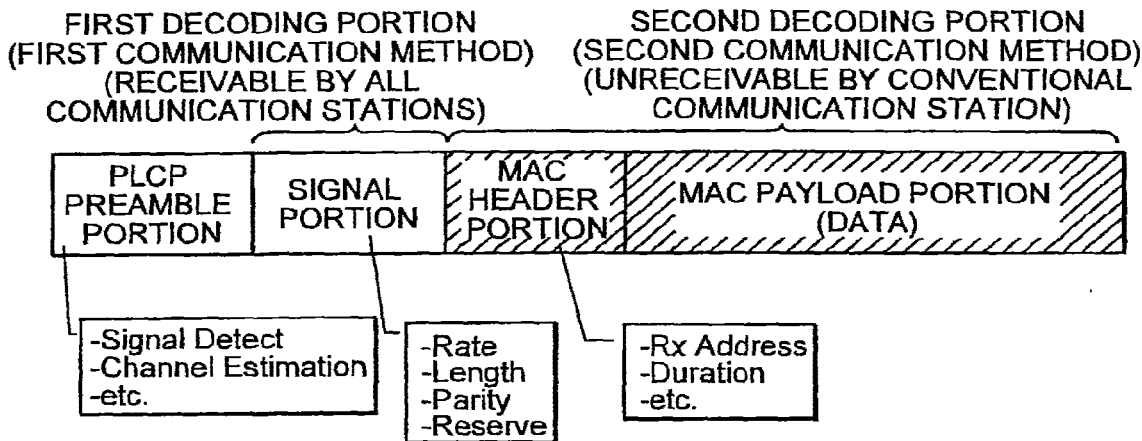 FIRST DECODING PORTION
(FIRST COMMUNICATION METHOD)
(RECEIVABLE BY ALL
COMMUNICATION STATIONS)
SECOND DECODING PORTION
(SECOND COMMUNICATION METHOD)
(UNRECEIVABLE BY CONVENTIONAL
COMMUNICATION STATION)
PLCP
PREAMBLE
PORTION
SIGNAL
PORTION
MAC
HEADER
PORTION
MAC PAYLOAD PORTION
(DATA)
-Signal Detect
-Channel Estimation
-etc.
-Rate
-Length
-Parity
-Reserve
-Rx Address
-Duration
-etc.